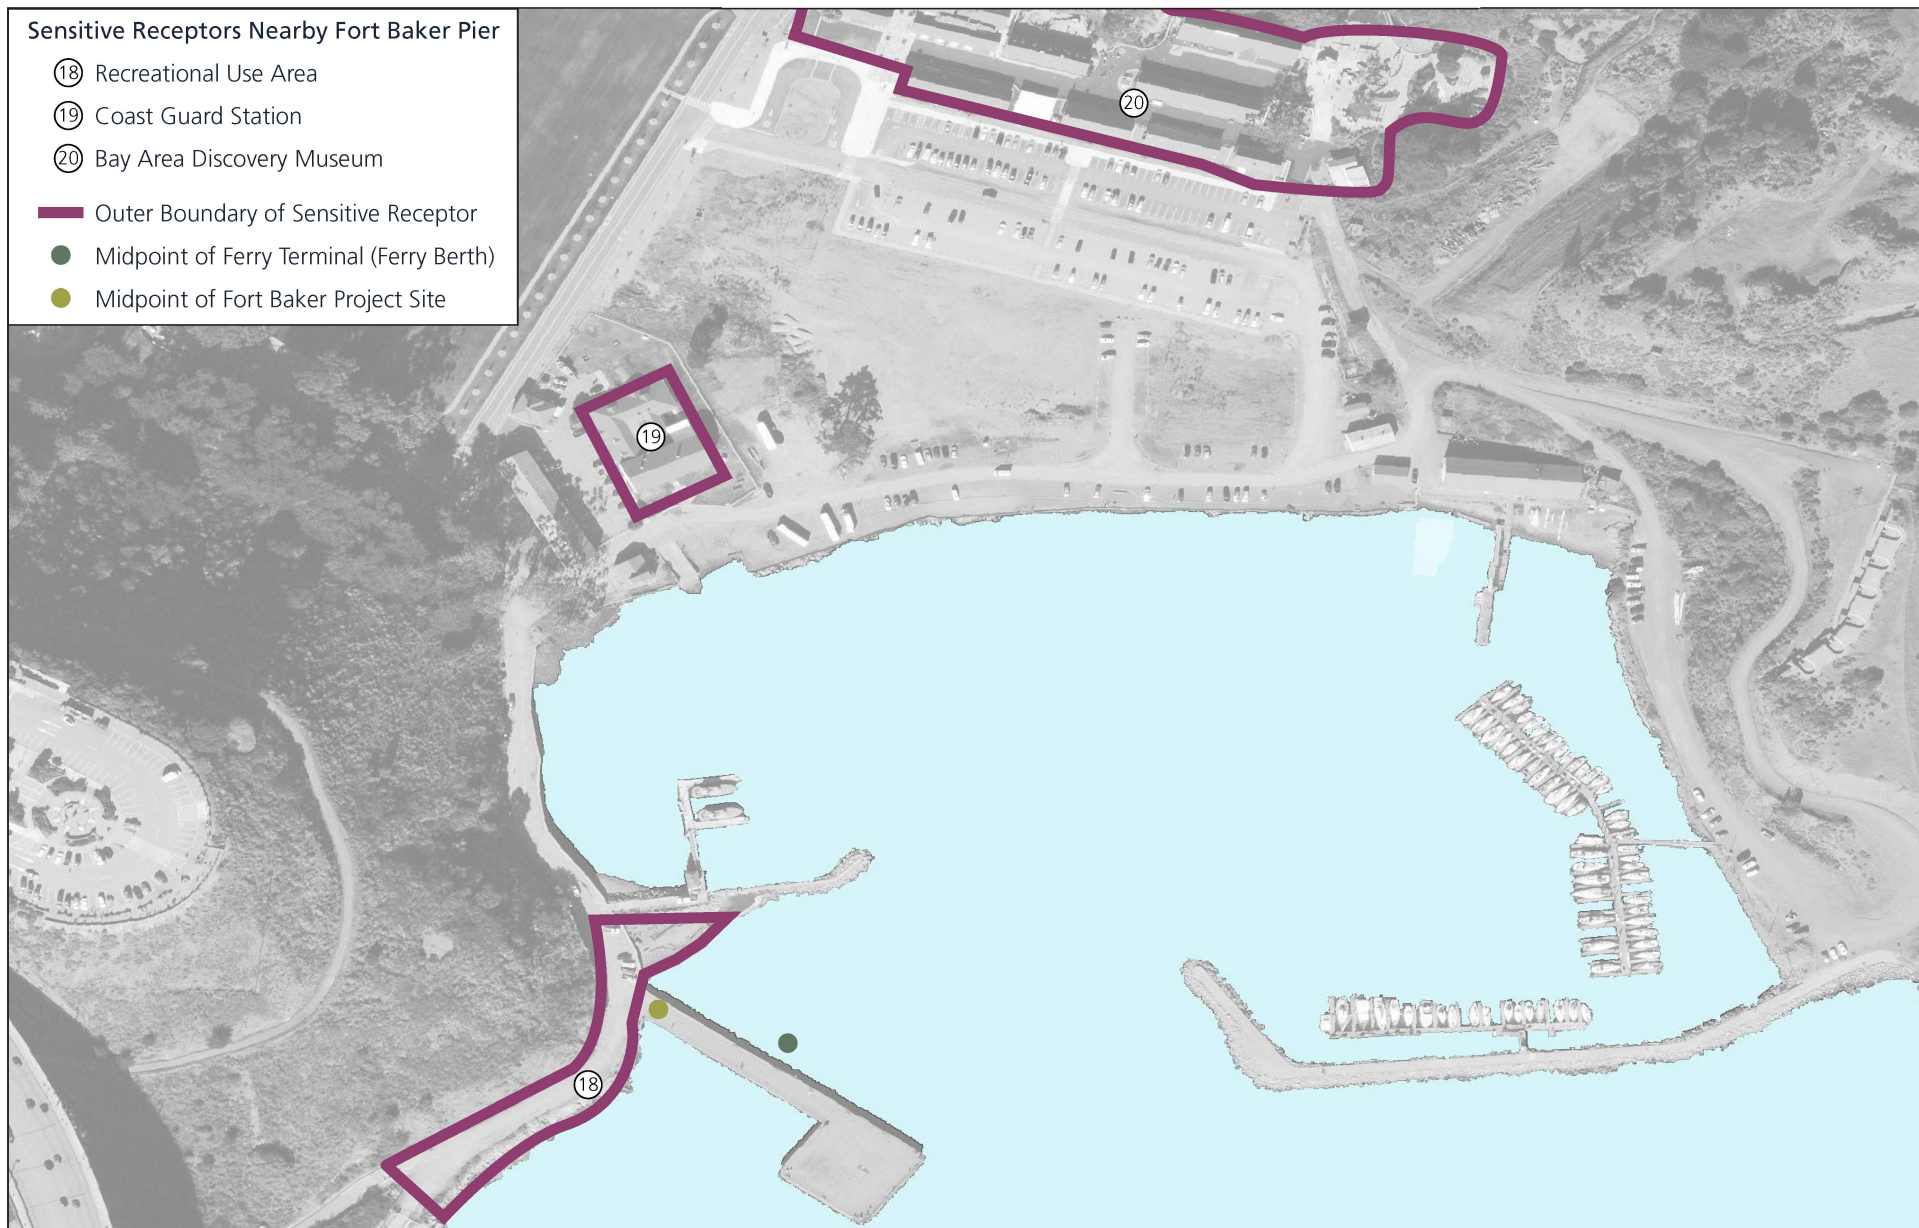 Sensitive Receptors Nearby Fort Baker Pier
18 Recreational Use Area
19 Coast Guard Station
20 Bay Area Discovery Museum
Outer Boundary of Sensitive Receptor
Midpoint of Ferry Terminal (Ferry Berth)
Midpoint of Fort Baker Project Site
20
19
18